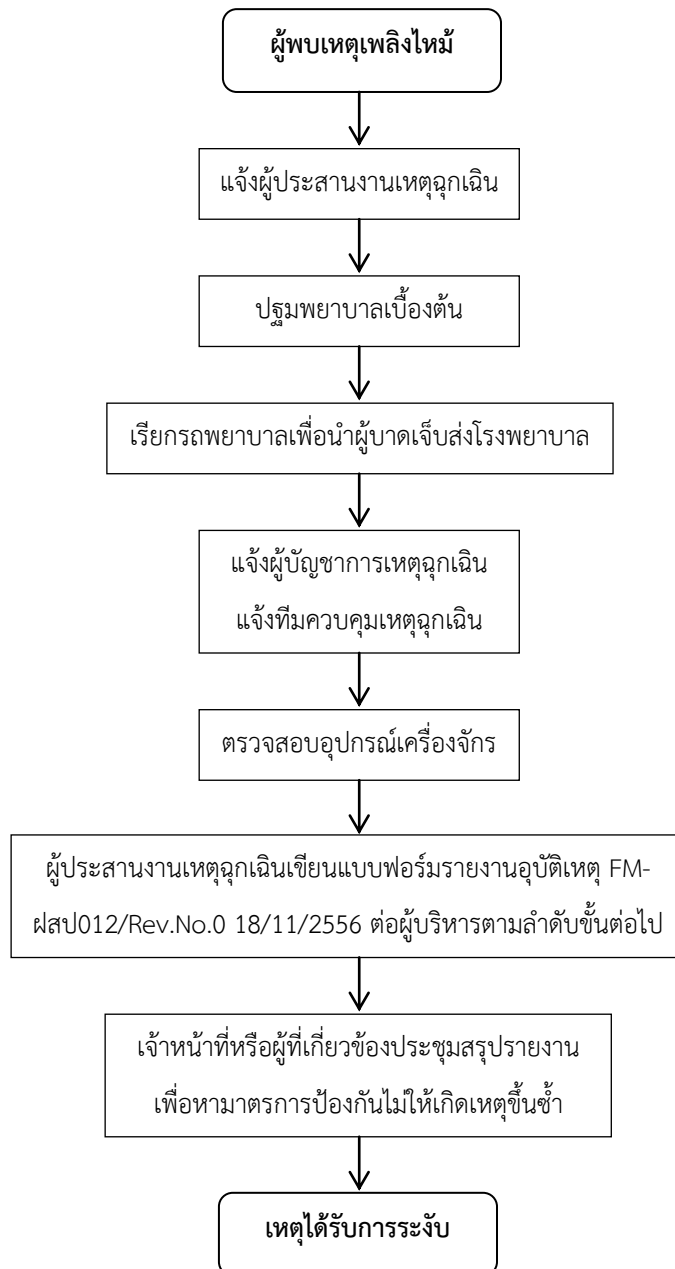 ผู้พบเหตุเพลิงไหม้
แจ้งผู้ประสานงานเหตุฉุกเฉิน
ปฐมพยาบาลเบื้องต้น
เรียกรถพยาบาลเพื่อนำผู้บาดเจ็บส่งโรงพยาบาล
แจ้งผู้บัญชาการเหตุฉุกเฉิน
แจ้งทีมควบคุมเหตุฉุกเฉิน
ตรวจสอบอุปกรณ์เครื่องจักร
ผู้ประสานงานเหตุฉุกเฉินเขียนแบบฟอร์มรายงานอุบัติเหตุ FM-
ฝสป012/Rev.No.0 18/11/2556 ต่อผู้บริหารตามลำดับขั้นต่อไป
เจ้าหน้าที่หรือผู้ที่เกี่ยวข้องประชุมสรุปรายงาน
เพื่อหามาตรการป้องกันไม่ให้เกิดเหตุขึ้นซ้ำ
เหตุได้รับการระงับ